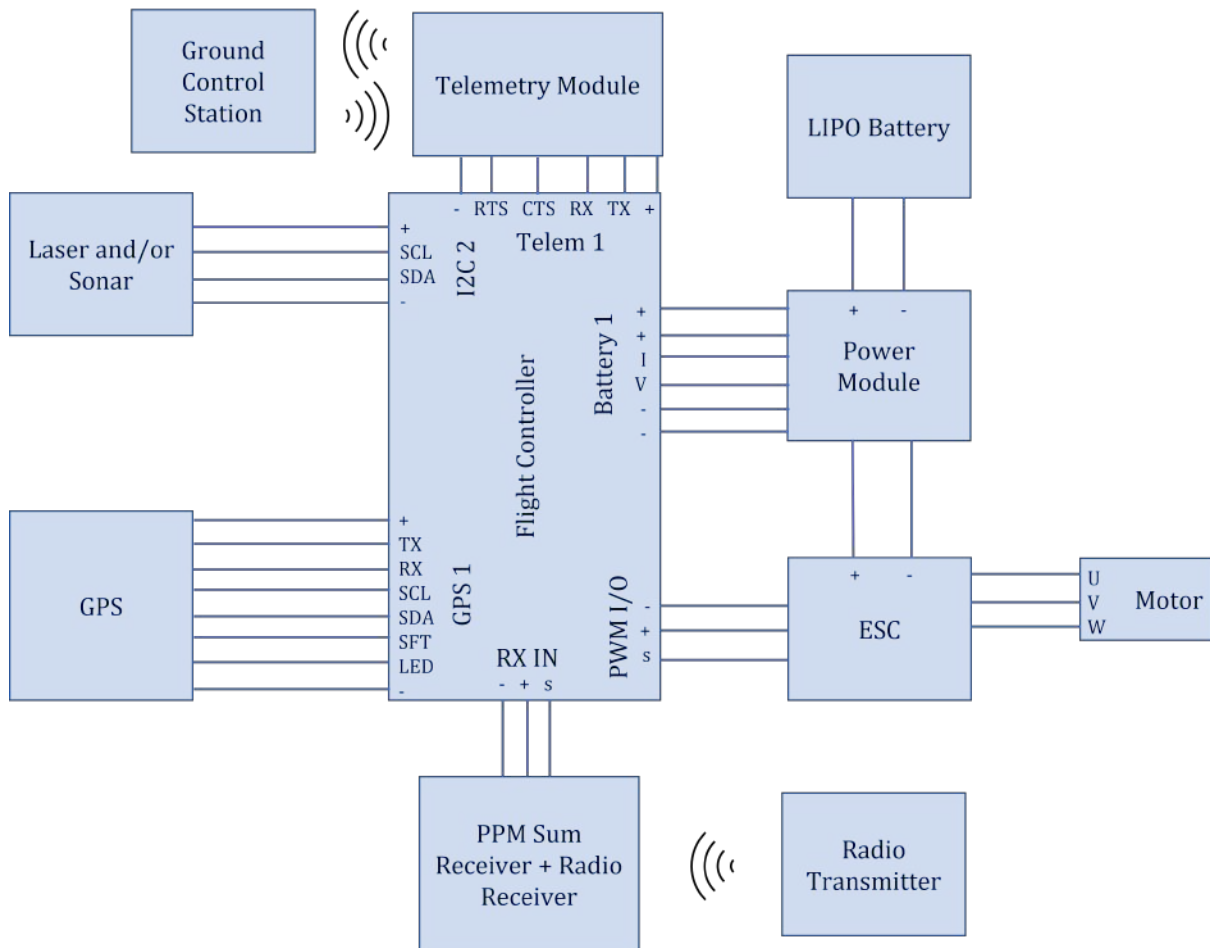 Ground
Control
Station
Telemetry Module
LIPO Battery
Laser and/or
Sonar
+
SCL
SDA
-
I2C 2
- RTS CTS RX TX +
Telem 1
Battery 1
+
+
I
V
-
-
+ -
Power
Module
Flight Controller
GPS
+
TX
RX
SCL
SDA
SFT
LED
-
GPS 1
RX IN
- + s
PWM I/O
-
+
s
+ -
ESC
U
V
W
Motor
PPM Sum
Receiver + Radio
Receiver
Radio
Transmitter